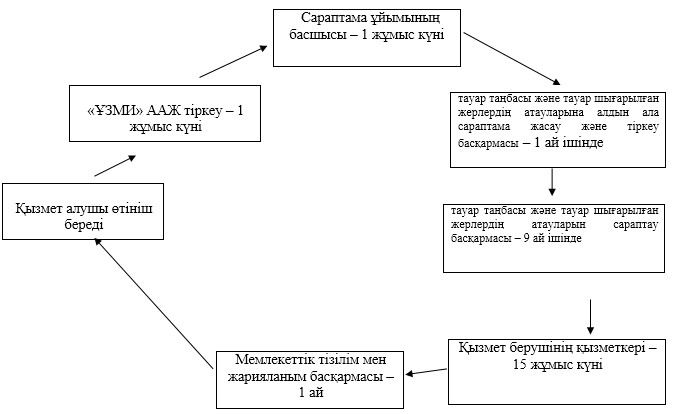 Сараптама ұйымының
басшысы – 1 жұмыс күні
тауар таңбасы және тауар шығарылған
жерлердің атауларына алдын ала
сараптама жасау және тіркеу
басқармасы – 1 ай ішінде
тауар таңбасы және тауар шығарылған
жерлердің атауларын сараптау
басқармасы – 9 ай ішінде
Қызмет берушінің қызметкері –
15 жұмыс күні
Мемлекеттік тізілім мен
жарияланым басқармасы –
1 ай
Қызмет алушы өтініш
береді
«ҰЗМИ» ААЖ тіркеу – 1
жұмыс күні